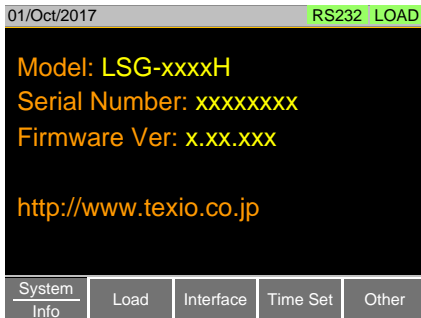 01/Oct/2017 RS232 LOAD
Model: LSG-xxxxH
Serial Number: xxxxxxxx
Firmware Ver: x.xx.xxx
http://www.texio.co.jp
System
Info
Load Interface Time Set Other